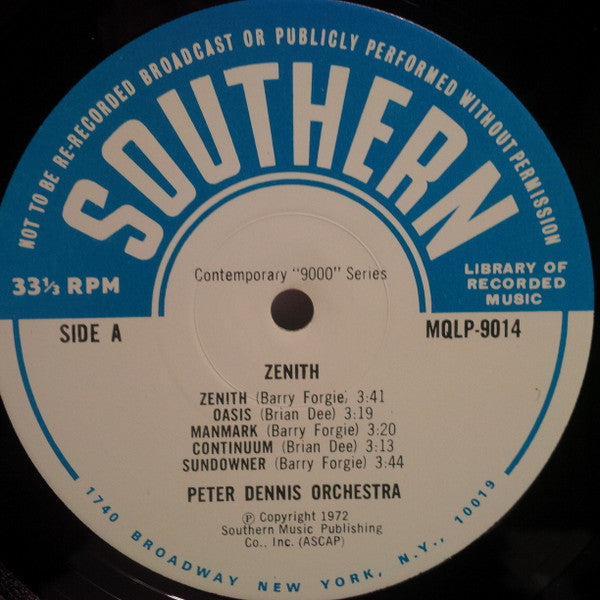 NOT TO BE RE-RECORDED BROADCAST OR PUBLICLY PERFORMED WITHOUT PERMISSION
SOUTHERN
Contemporary "9000" Series
33⅓ RPM
LIBRARY OF
RECORDED
MUSIC
SIDE A
MQLP-9014
ZENITH
ZENITH (Barry Forgie) 3:41
OASIS (Brian Dee) 3:19
MANMARK (Barry Forgie) 3:20
CONTINUUM (Brian Dee) 3:13
SUNDOWNER (Barry Forgie) 3:44
PETER DENNIS ORCHESTRA
℗ Copyright 1972
Southern Music Publishing
Co., Inc. (ASCAP)
1740 BROADWAY NEW YORK, N.Y., 10019